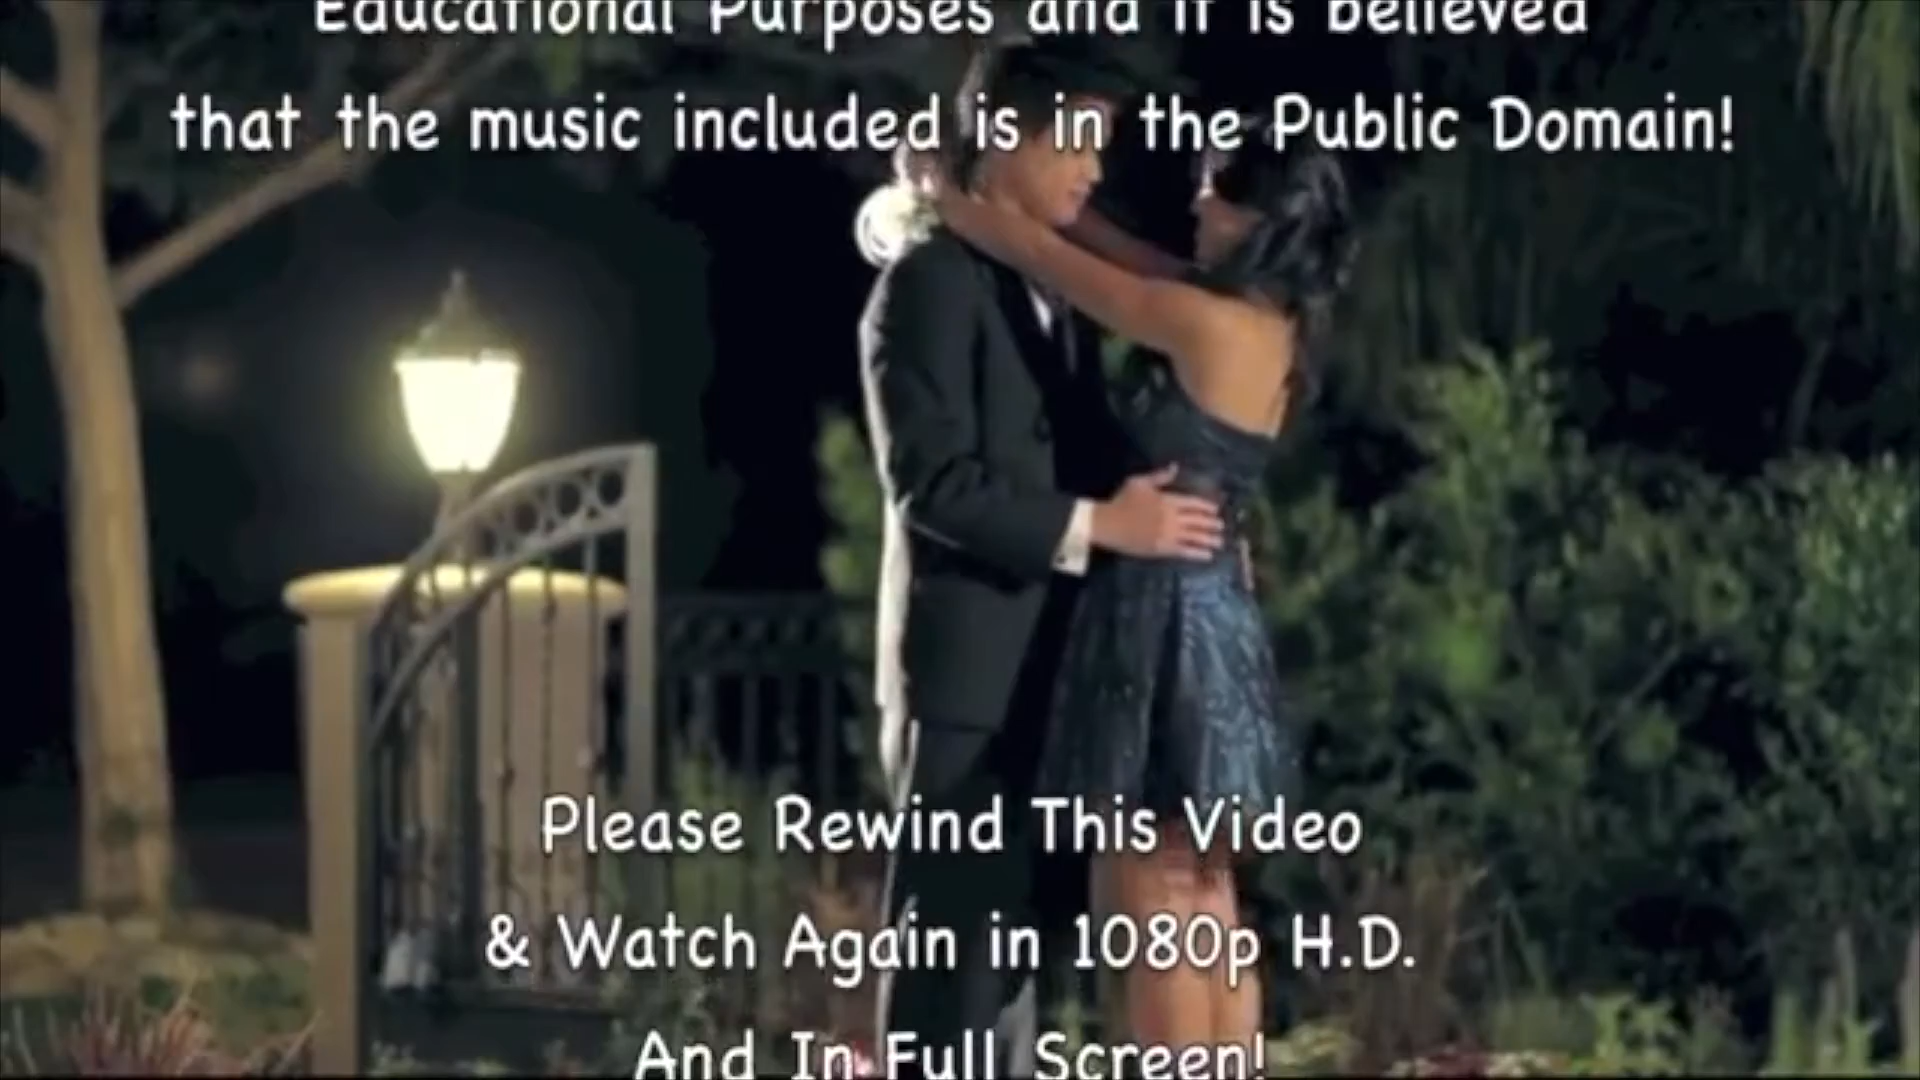 Educational Purposes and it is believed
that the music included is in the Public Domain!
Please Rewind This Video
& Watch Again in 1080p H.D.
And In Full Screen!